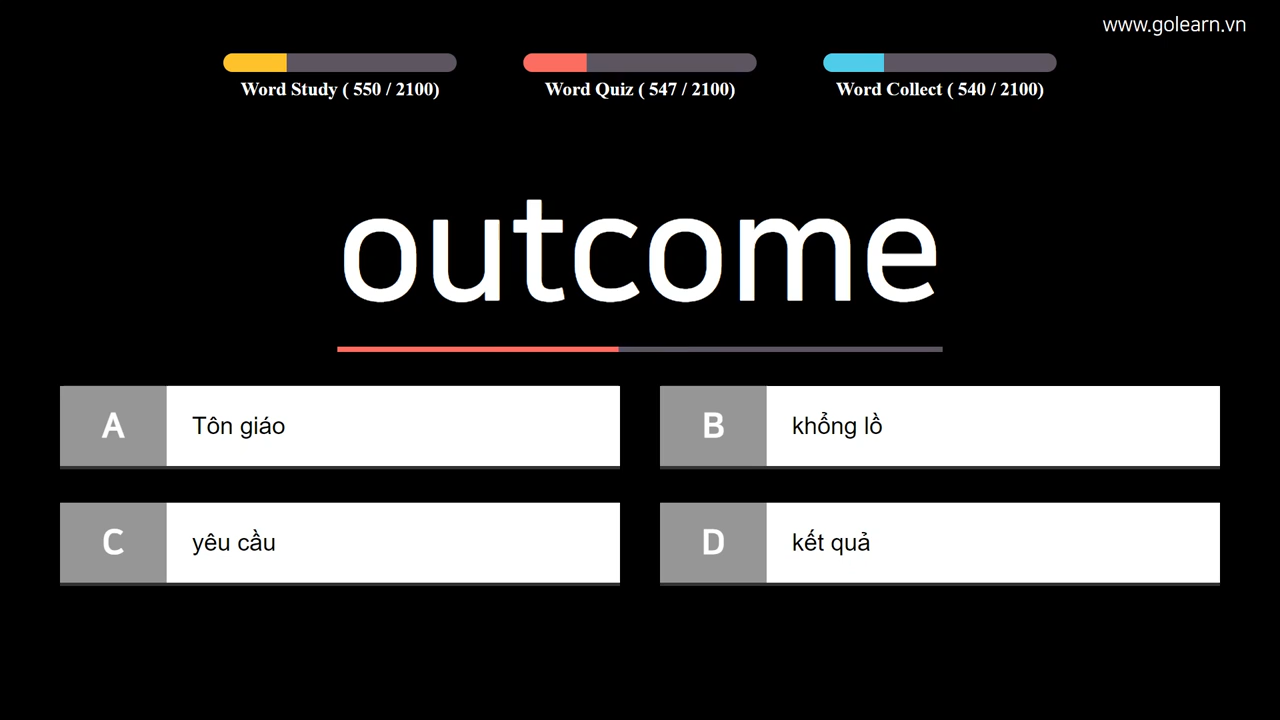 www.golearn.vn
Word Study ( 550 / 2100)
Word Quiz ( 547 / 2100)
Word Collect ( 540 / 2100)
outcome
A Tôn giáo
B khổng lồ
C yêu cầu
D kết quả